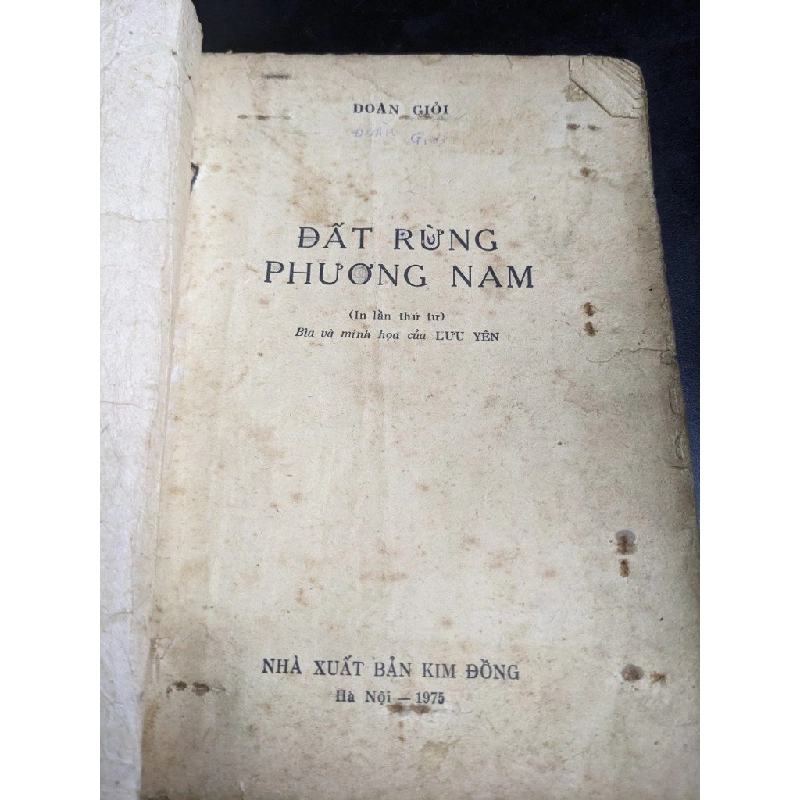 ĐOÀN GIỎI
ĐOÀN
ĐẤT RỪNG
PHƯƠNG NAM
(In lần thứ tư)
Bìa và minh họa của LƯU YÊN
NHÀ XUẤT BẢN KIM ĐỒNG
Hà Nội — 1975